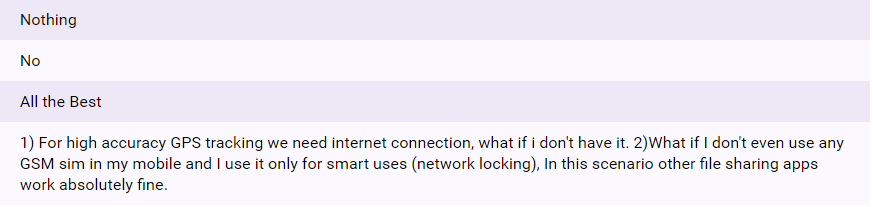 Nothing
No
All the Best
1) For high accuracy GPS tracking we need internet connection, what if i don't have it. 2)What if I don't even use any
GSM sim in my mobile and I use it only for smart uses (network locking), In this scenario other file sharing apps
work absolutely fine.